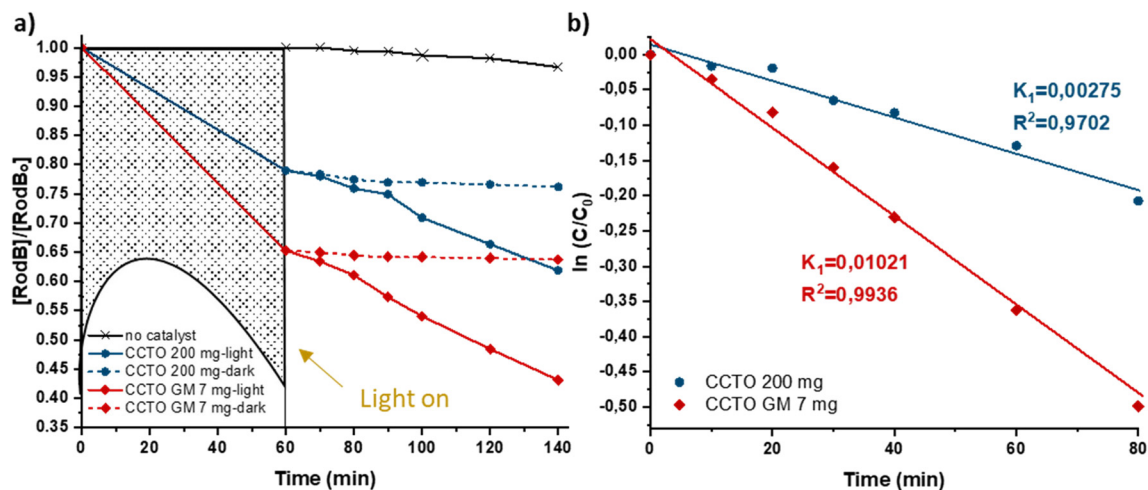 a)
[RodB]/[RodB₀]
1.00
0.95
0.90
0.85
0.80
0.75
0.70
0.65
0.60
0.55
0.50
0.45
0.40
0.35
no catalyst
CCTO 200 mg-light
CCTO 200 mg-dark
CCTO GM 7 mg-light
CCTO GM 7 mg-dark
Light on
0 20 40 60 80 100 120 140
Time (min)
b)
ln (C/C₀)
0,00
-0,05
-0,10
-0,15
-0,20
-0,25
-0,30
-0,35
-0,40
-0,45
-0,50
K₁=0,00275
R²=0,9702
K₁=0,01021
R²=0,9936
CCTO 200 mg
CCTO GM 7 mg
0 20 40 60 80
Time (min)